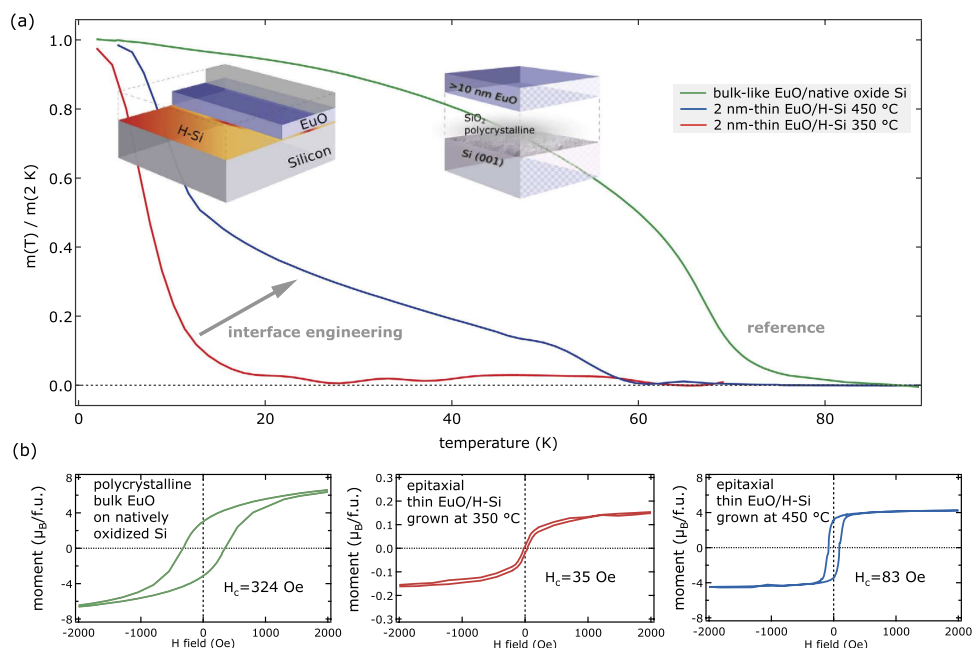 (a)
1.0
0.8
0.6
0.4
0.2
0.0
m(T) / m(2 K)
0
20
40
60
80
temperature (K)
H-Si
EuO
Silicon
>10 nm EuO
SiO2
polycrystalline
Si (001)
bulk-like EuO/native oxide Si
2 nm-thin EuO/H-Si 450 °C
2 nm-thin EuO/H-Si 350 °C
interface engineering
reference
(b)
8
4
0
-4
-8
moment (μB/f.u.)
polycrystalline
bulk EuO
on natively
oxidized Si
Hc=324 Oe
-2000
-1000
0
1000
2000
H field (Oe)
0.3
0.2
0.1
0.0
-0.1
-0.2
-0.3
moment (μB/f.u.)
epitaxial
thin EuO/H-Si
grown at 350 °C
Hc=35 Oe
-2000
-1000
0
1000
2000
H field (Oe)
8
4
0
-4
-8
moment (μB/f.u.)
epitaxial
thin EuO/H-Si
grown at 450 °C
Hc=83 Oe
-2000
-1000
0
1000
2000
H field (Oe)